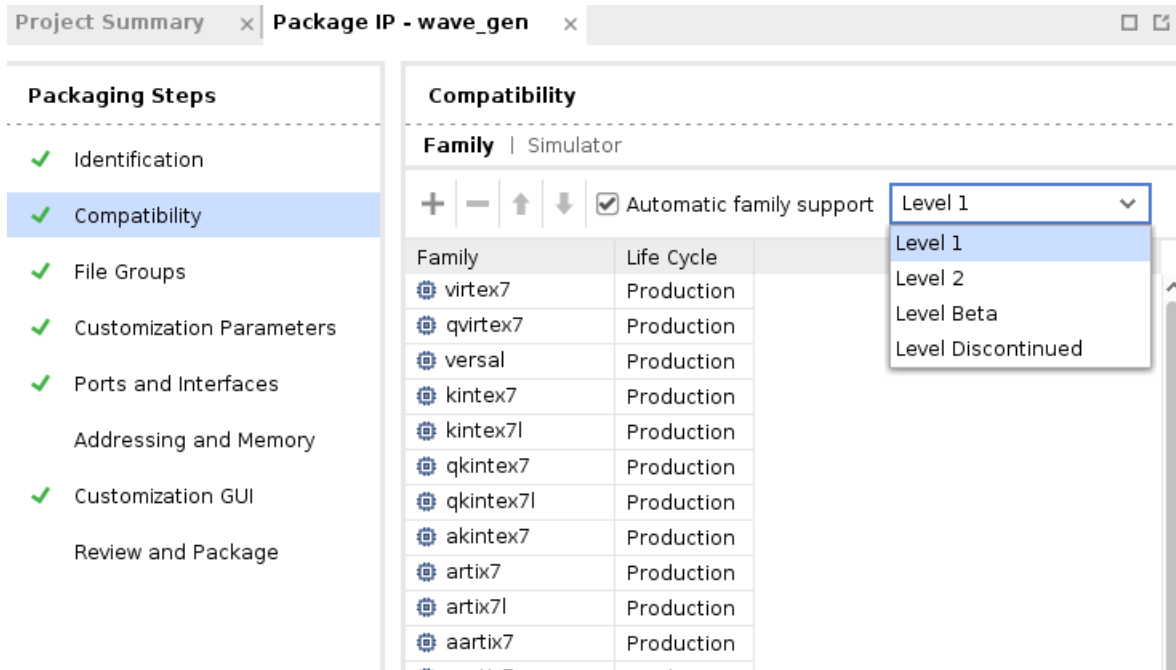 Project Summary
Package IP - wave_gen
Packaging Steps
Identification
Compatibility
File Groups
Customization Parameters
Ports and Interfaces
Addressing and Memory
Customization GUI
Review and Package
Compatibility
Family | Simulator
Automatic family support
Level 1
Level 1
Level 2
Level Beta
Level Discontinued
Family Life Cycle
virtex7 Production
qvirtex7 Production
versal Production
kintex7 Production
kintex7l Production
qkintex7 Production
qkintex7l Production
akintex7 Production
artix7 Production
artix7l Production
aartix7 Production